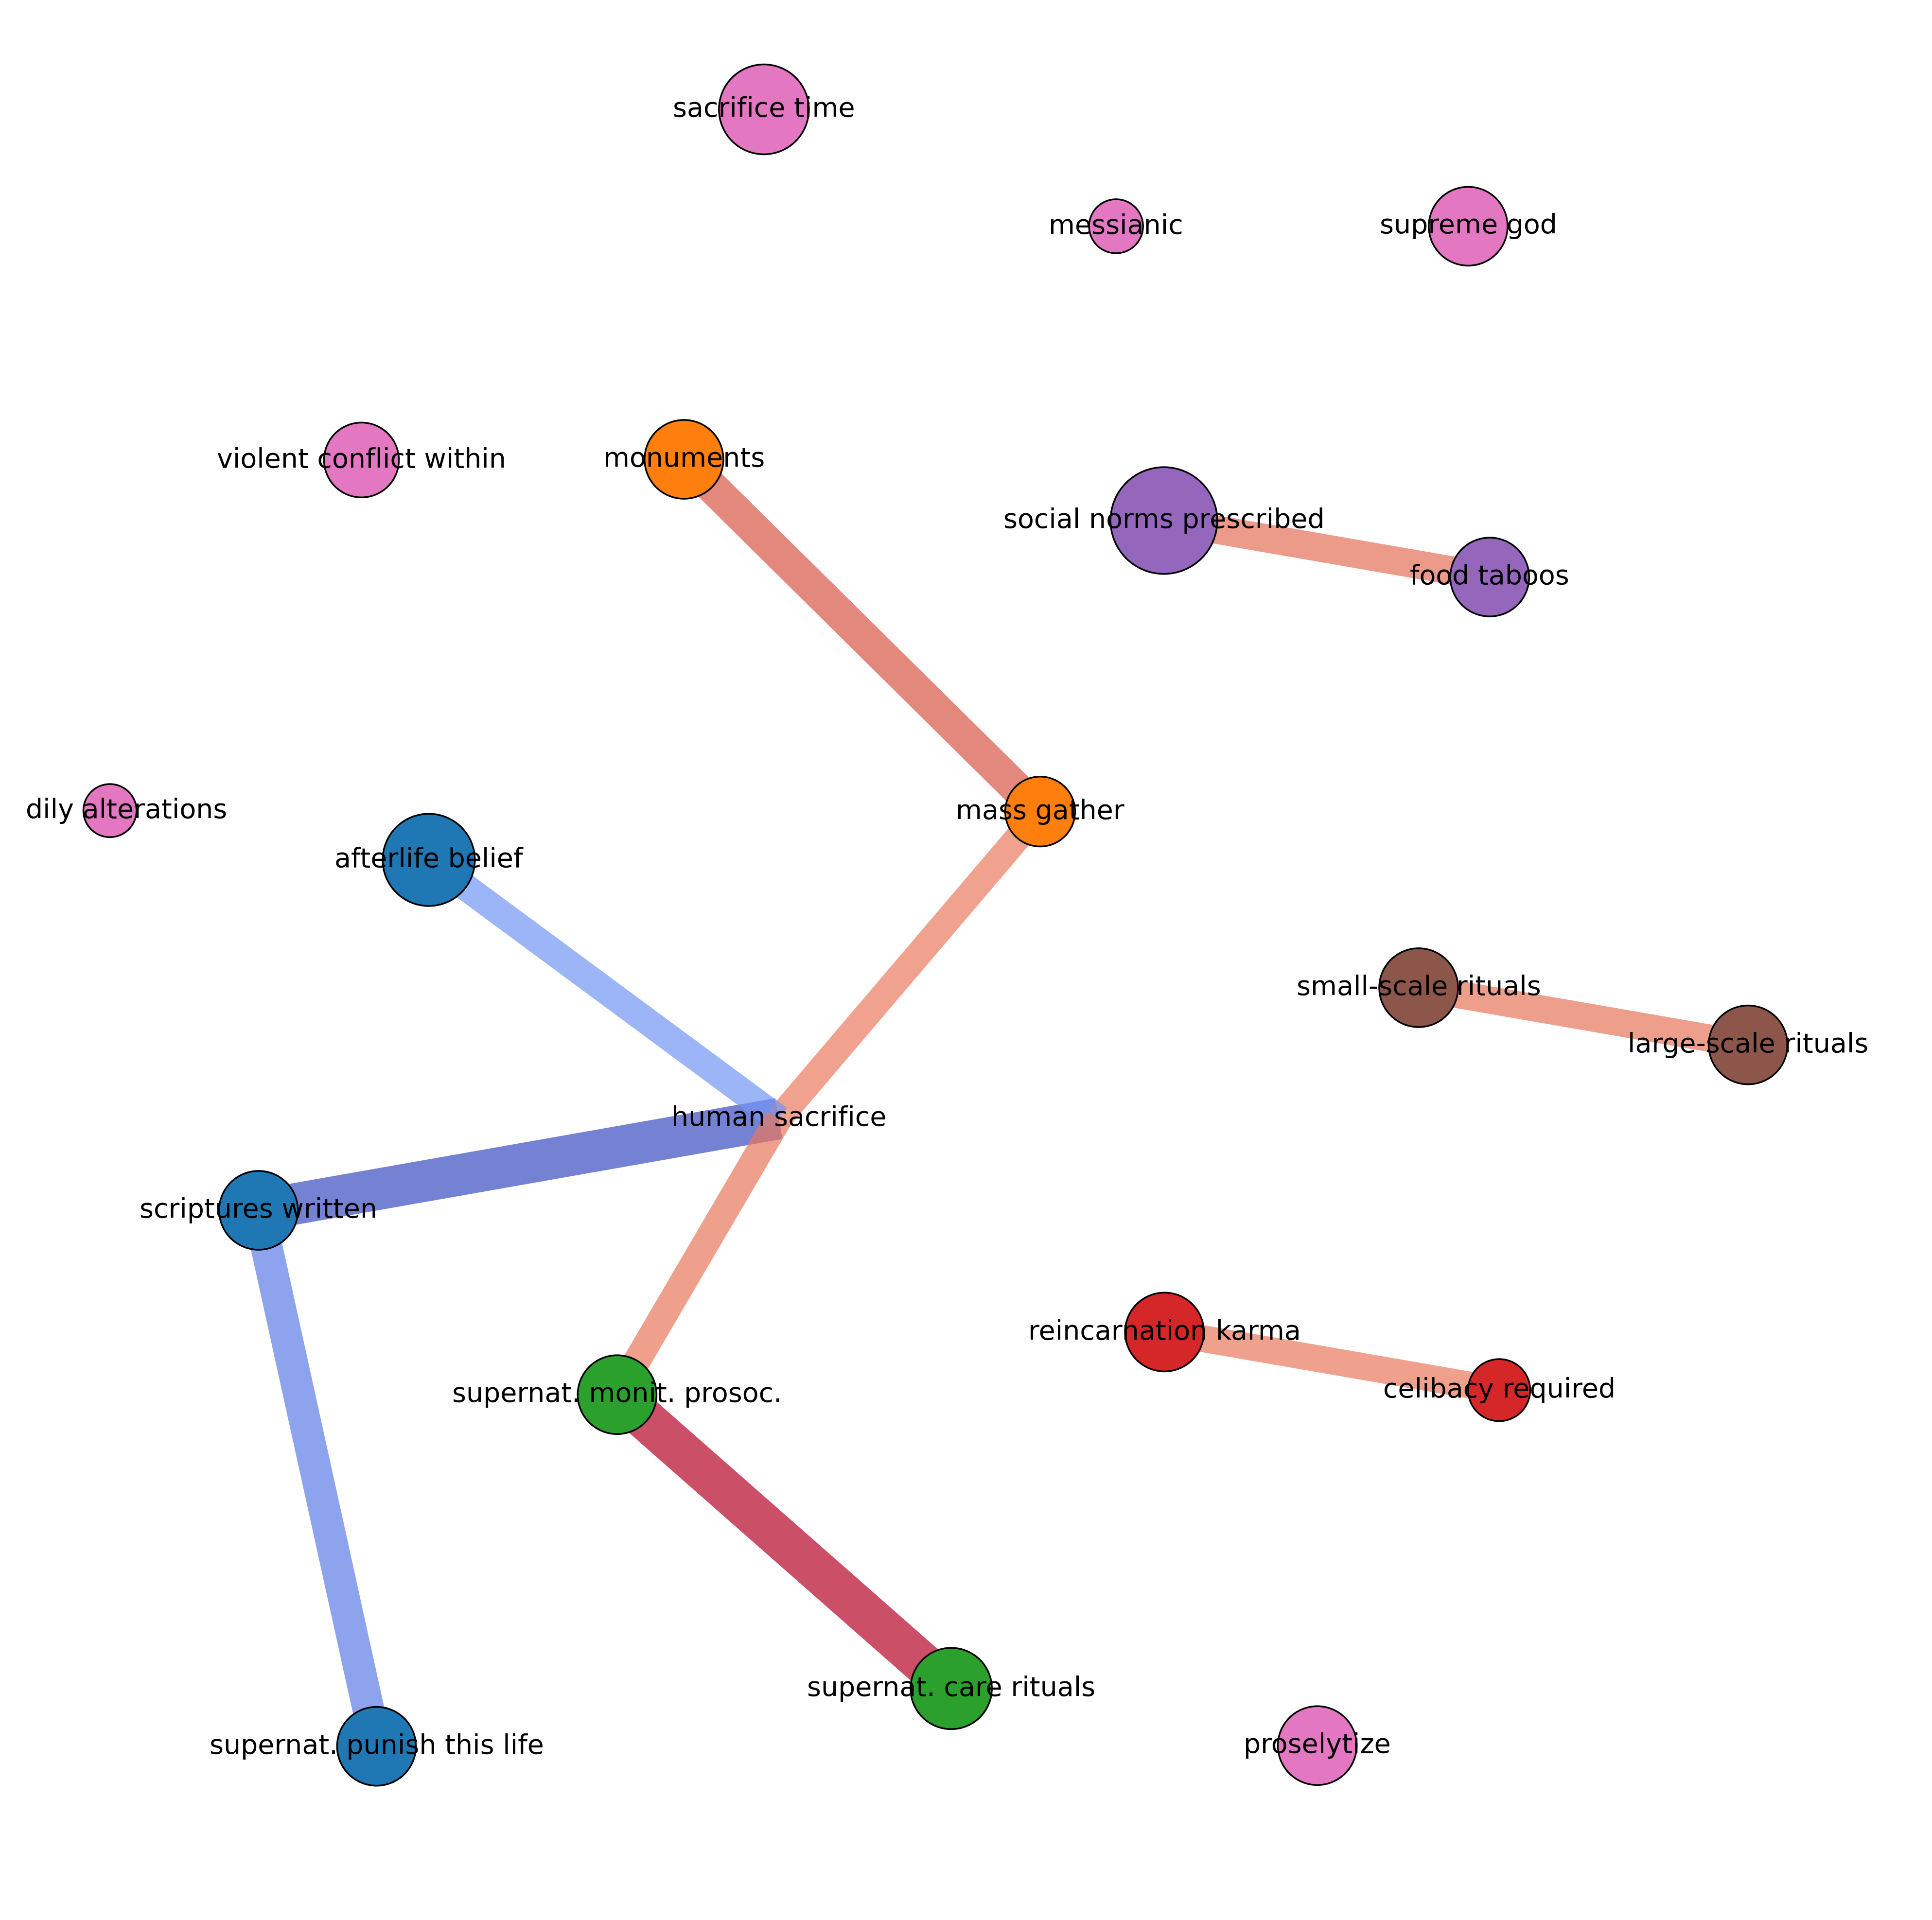 sacrifice time
messianic
supreme god
violent conflict within
monuments
social norms prescribed
food taboos
dily alterations
mass gather
afterlife belief
small-scale rituals
large-scale rituals
human sacrifice
scriptures written
reincarnation karma
celibacy required
supernat. monit. prosoc.
supernat. care rituals
supernat. punish this life
proselytize